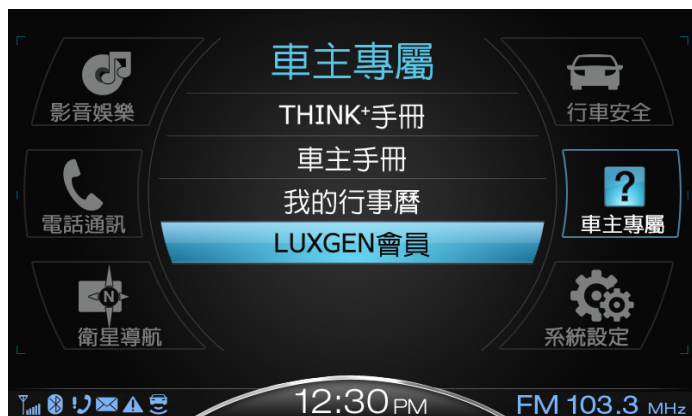 車主專屬
THINK+手冊
車主手冊
我的行事曆
LUXGEN會員
影音娛樂
電話通訊
N
衛星導航
行車安全
?
車主專屬
系統設定
12:30 PM
FM 103.3 MHz